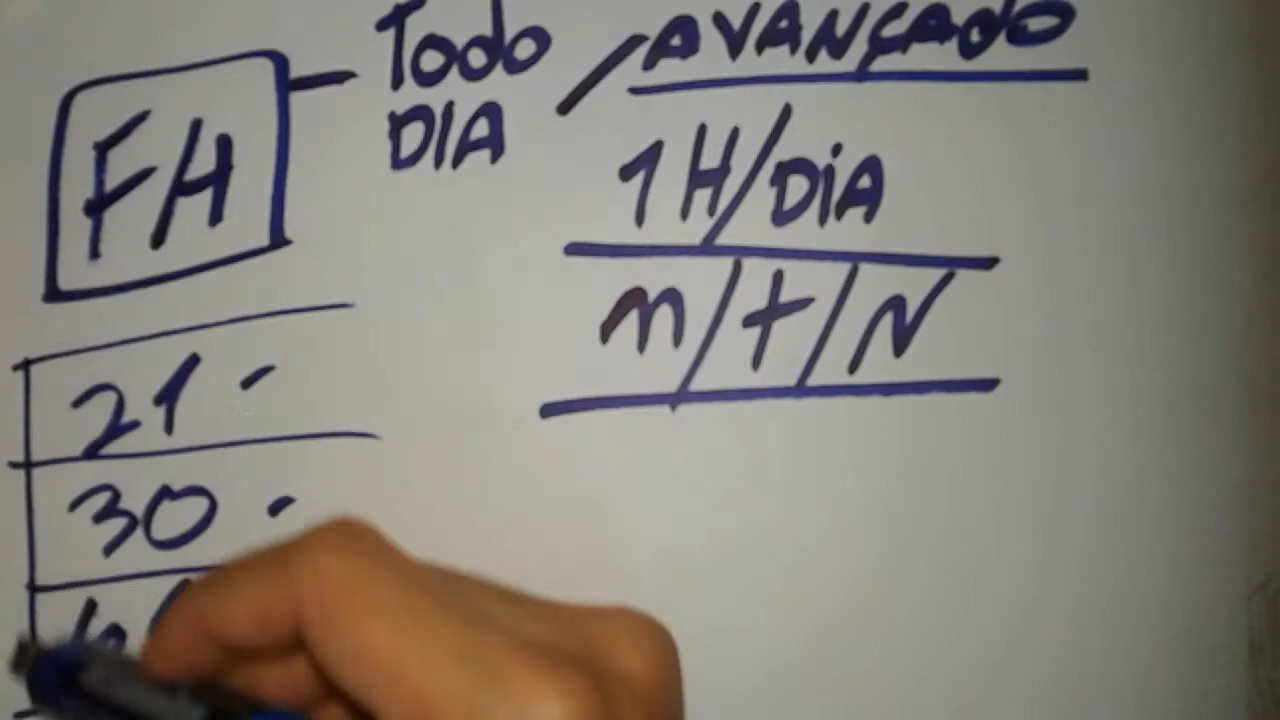 Todo / AVANÇADO
DIA
FH
1H/DiA
m/t/N
21 -
30 -